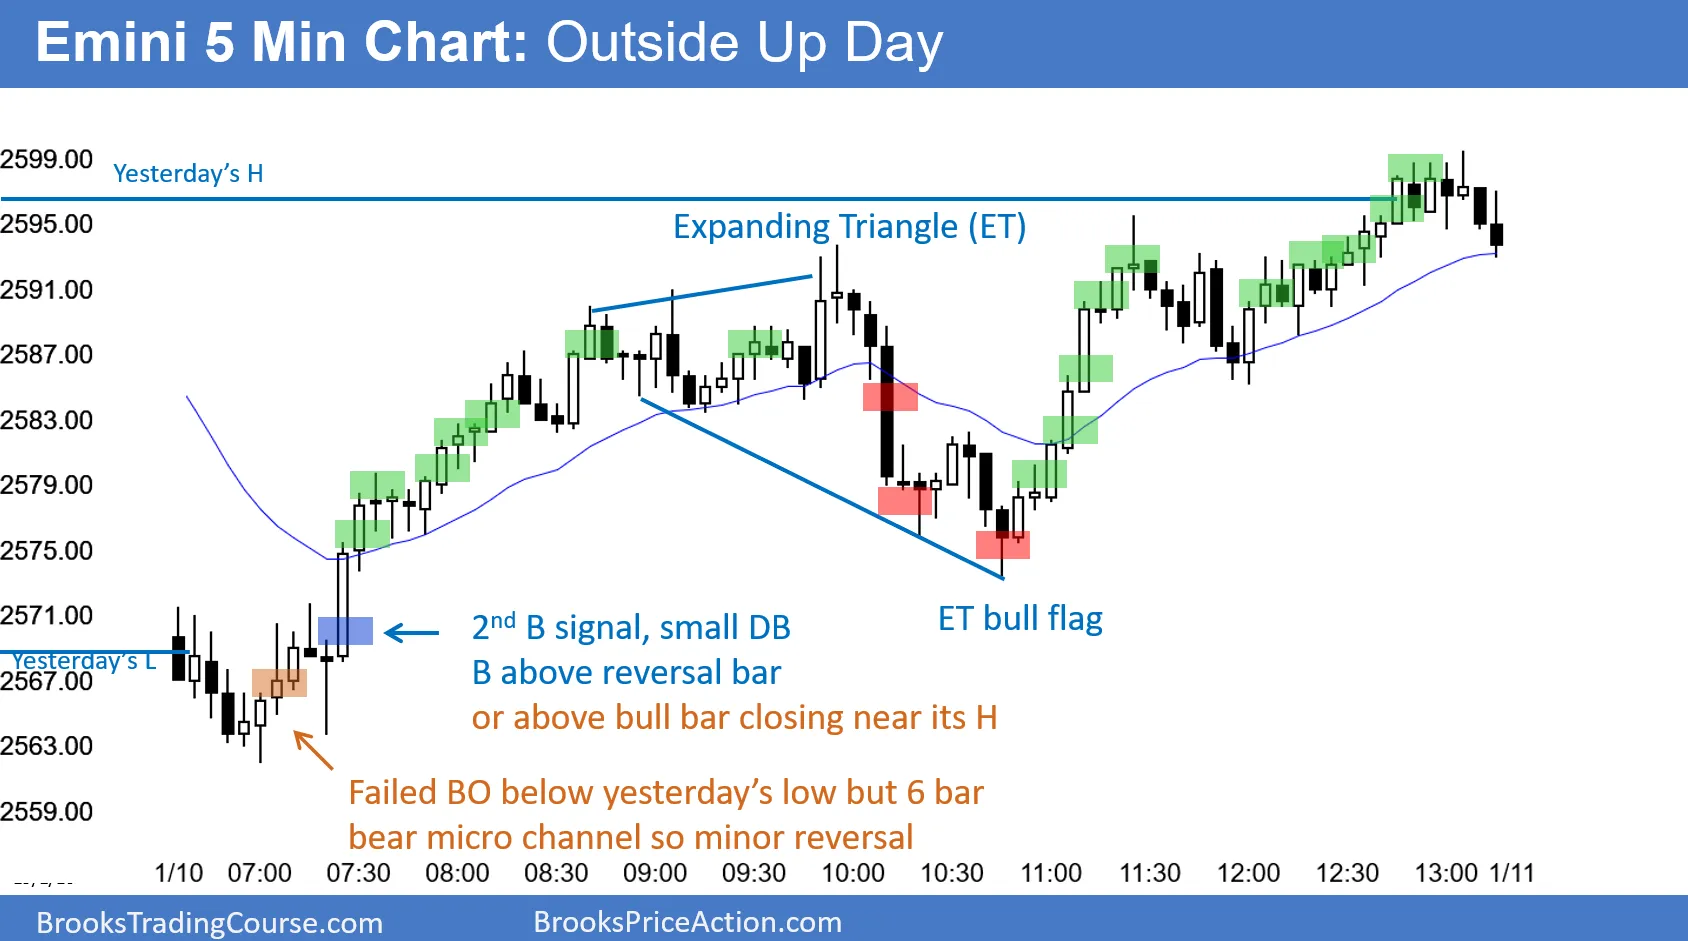 Emini 5 Min Chart: Outside Up Day
2599.00
Yesterday's H
2595.00
Expanding Triangle (ET)
2591.00
2587.00
2583.00
2579.00
2575.00
2571.00
ET bull flag
2nd B signal, small DB
Yesterday's L
B above reversal bar
2567.00
or above bull bar closing near its H
2563.00
Failed BO below yesterday's low but 6 bar
2559.00
bear micro channel so minor reversal
1/10 07:00 07:30 08:00 08:30 09:00 09:30 10:00 10:30 11:00 11:30 12:00 12:30 13:00 1/11
BrooksTradingCourse.com
BrooksPriceAction.com